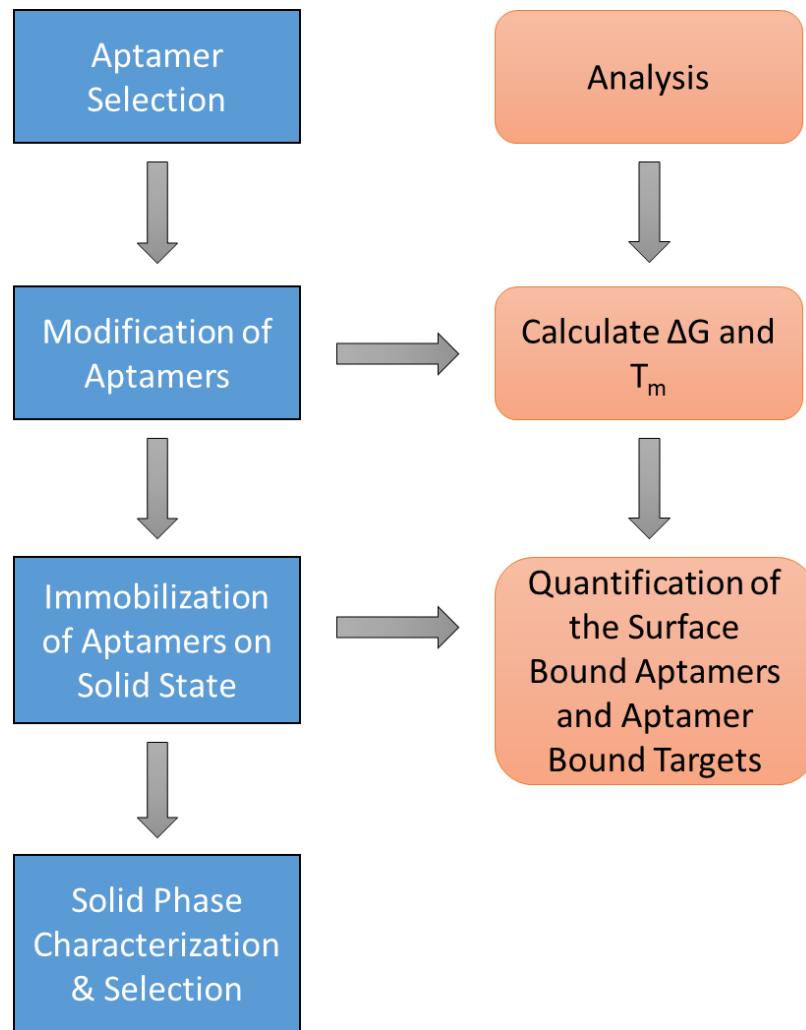 Aptamer
Selection
Analysis
Modification of
Aptamers
Calculate ΔG and
Tₘ
Immobilization
of Aptamers on
Solid State
Quantification of
the Surface
Bound Aptamers
and Aptamer
Bound Targets
Solid Phase
Characterization
& Selection